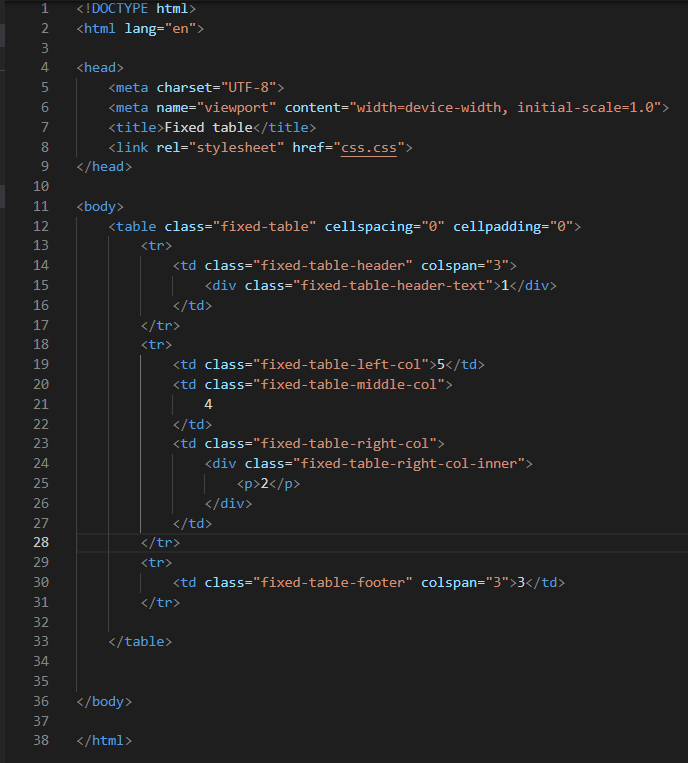 1 <!DOCTYPE html>
2 <html lang="en">
3
4 <head>
5     <meta charset="UTF-8">
6     <meta name="viewport" content="width=device-width, initial-scale=1.0">
7     <title>Fixed table</title>
8     <link rel="stylesheet" href="css.css">
9 </head>
10
11 <body>
12     <table class="fixed-table" cellspacing="0" cellpadding="0">
13         <tr>
14             <td class="fixed-table-header" colspan="3">
15                 <div class="fixed-table-header-text">1</div>
16             </td>
17         </tr>
18         <tr>
19             <td class="fixed-table-left-col">5</td>
20             <td class="fixed-table-middle-col">
21                 4
22             </td>
23             <td class="fixed-table-right-col">
24                 <div class="fixed-table-right-col-inner">
25                     <p>2</p>
26                 </div>
27             </td>
28         </tr>
29         <tr>
30             <td class="fixed-table-footer" colspan="3">3</td>
31         </tr>
32
33     </table>
34
35
36 </body>
37
38 </html>